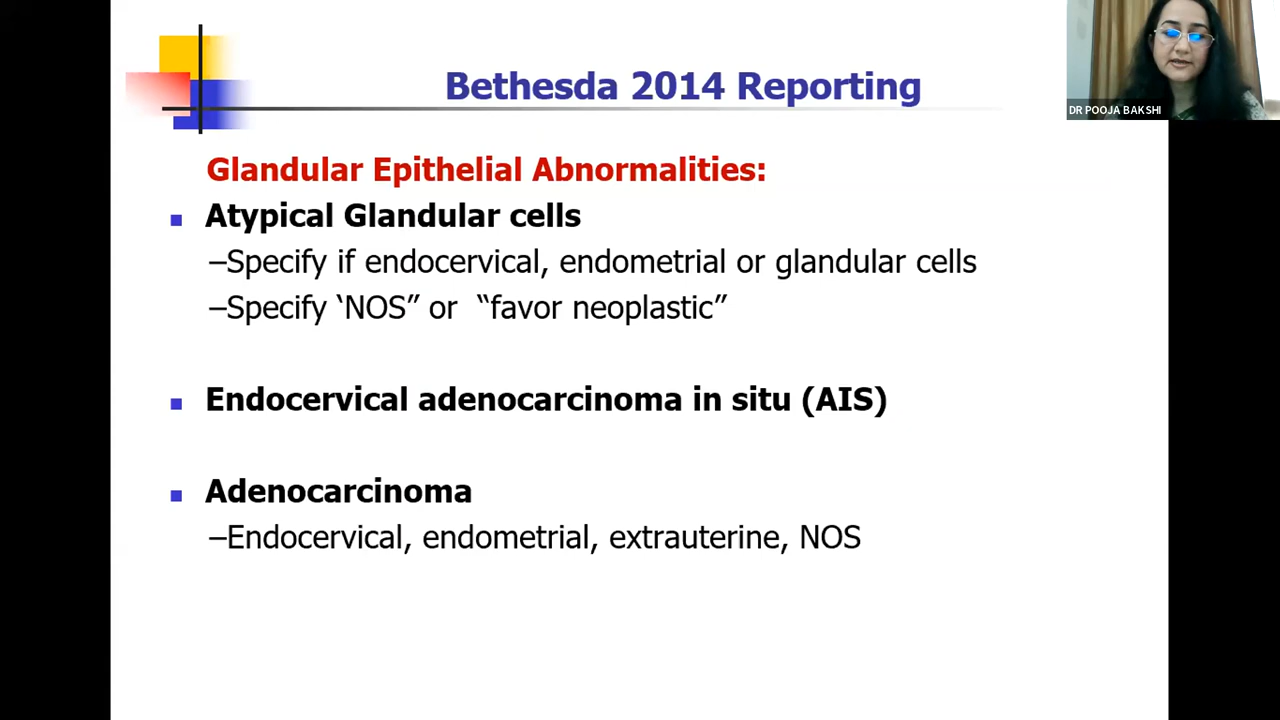 Bethesda 2014 Reporting
DR POOJA BAKSHI
Glandular Epithelial Abnormalities:
Atypical Glandular cells
–Specify if endocervical, endometrial or glandular cells
–Specify ‘NOS” or “favor neoplastic”
Endocervical adenocarcinoma in situ (AIS)
Adenocarcinoma
–Endocervical, endometrial, extrauterine, NOS